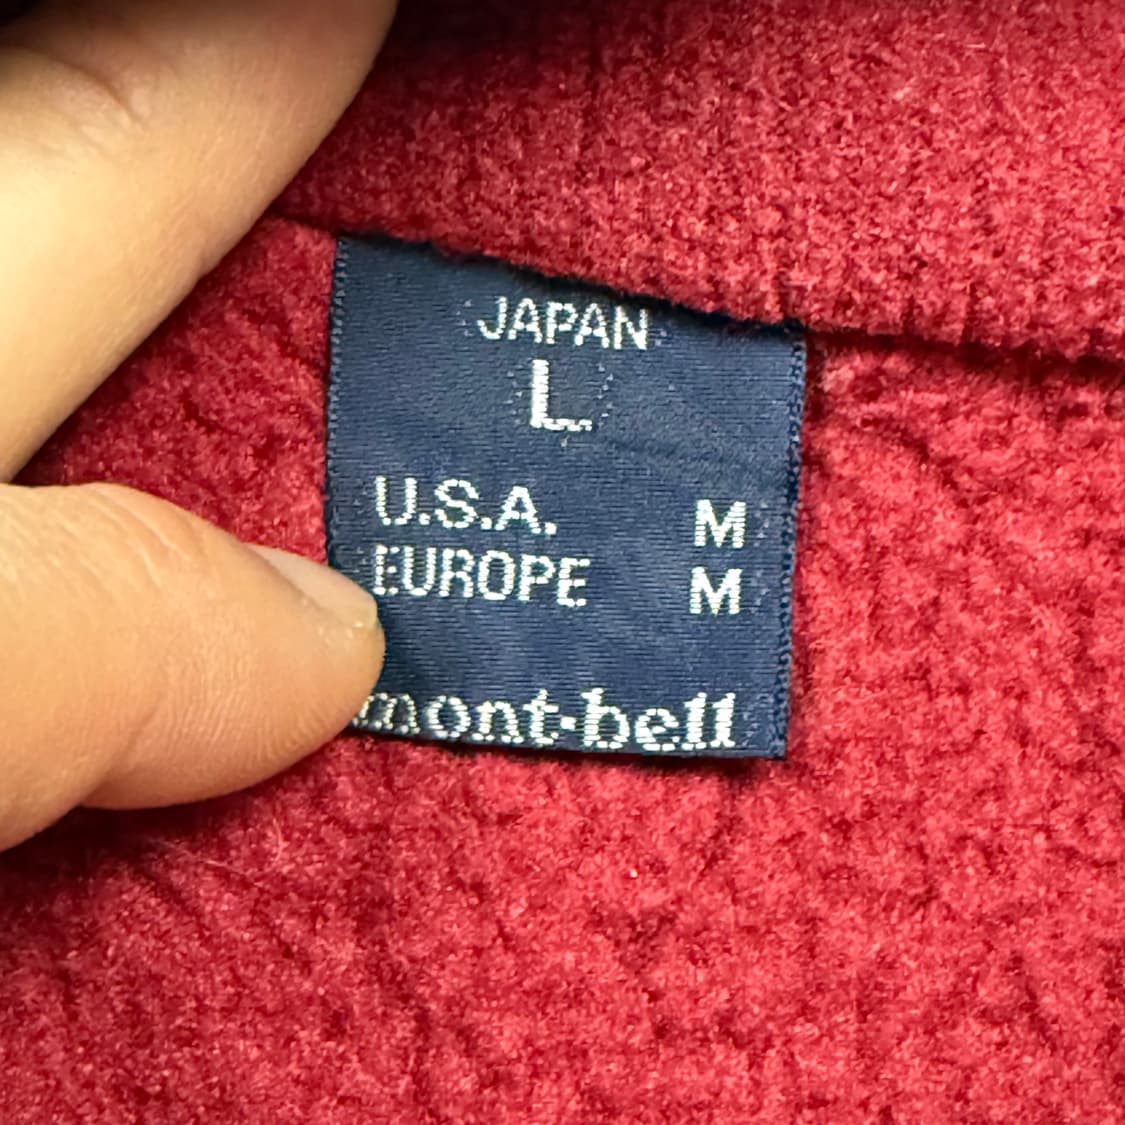 JAPAN
L
U.S.A. M
EUROPE M
mont-bell